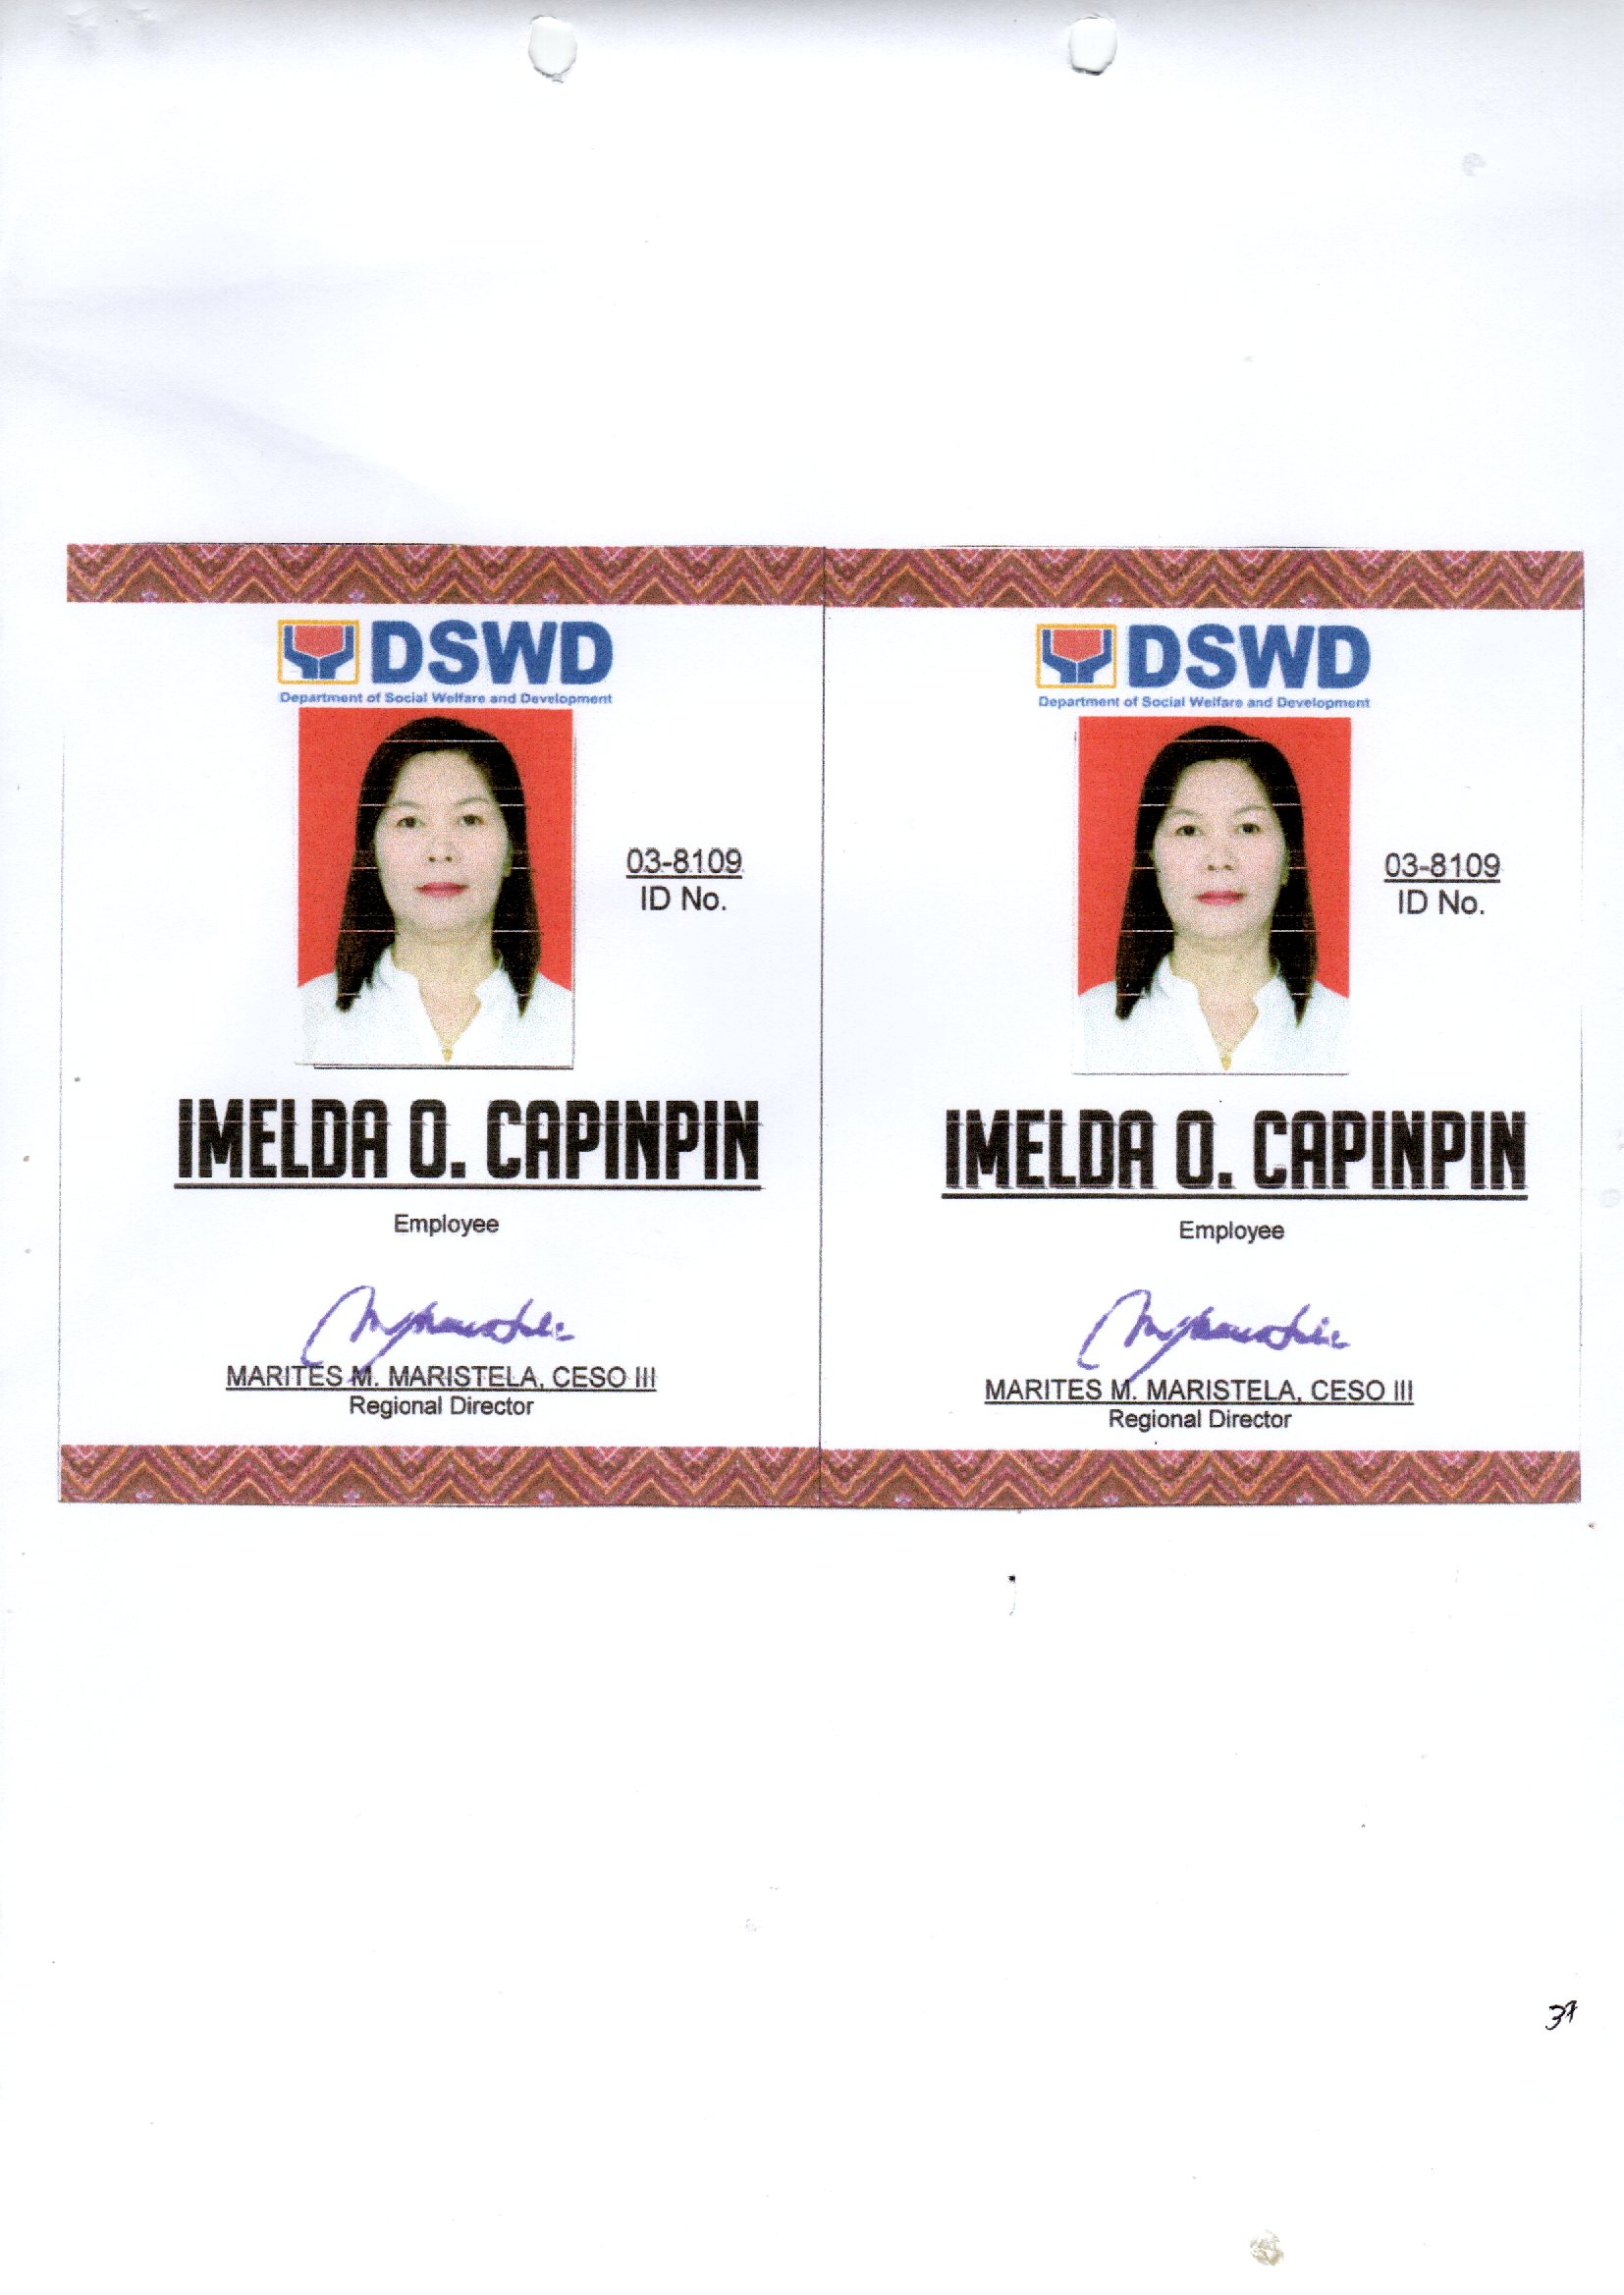 DSWD
Department of Social Welfare and Development
03-8109
ID No.
IMELDA O. CAPINPIN
Employee
MARITES M. MARISTELA, CESO III
Regional Director
DSWD
Department of Social Welfare and Development
03-8109
ID No.
IMELDA O. CAPINPIN
Employee
MARITES M. MARISTELA, CESO III
Regional Director